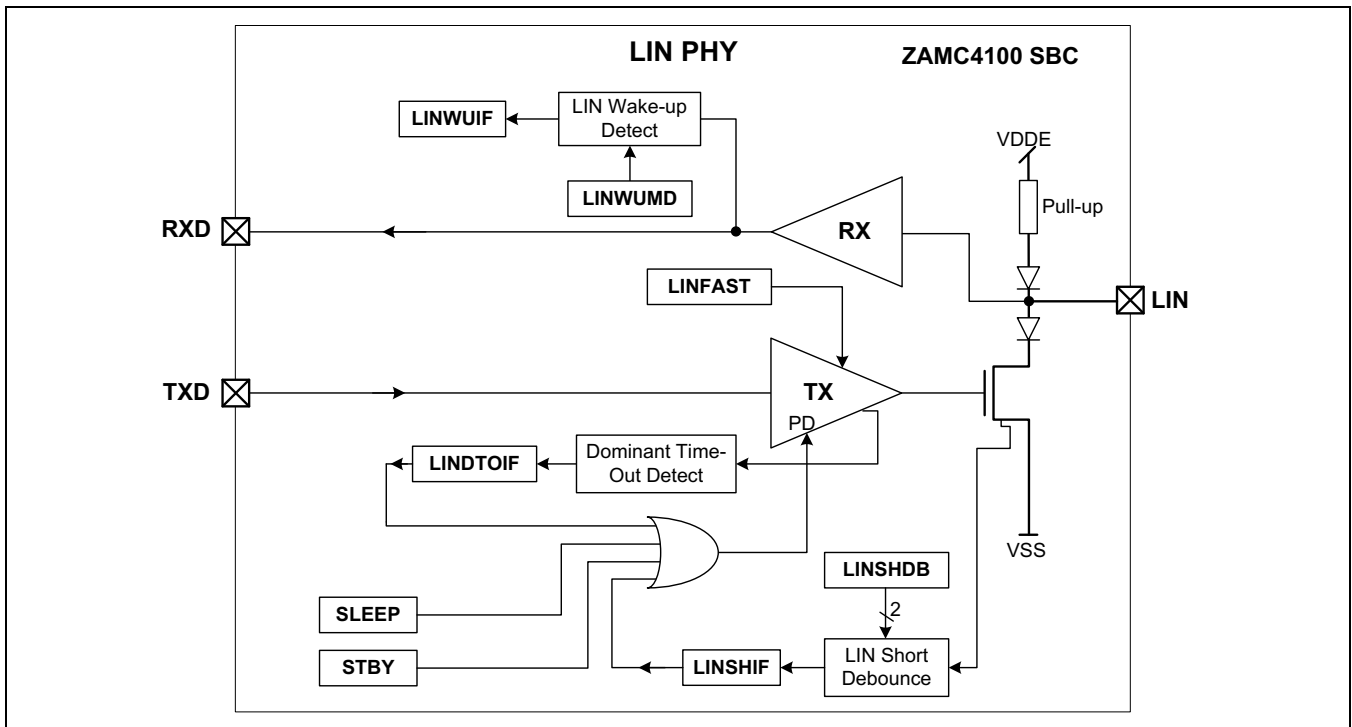 LIN PHY
ZAMC4100 SBC
LINWUIF
LIN Wake-up
Detect
VDDE
LINWUMD
Pull-up
RXD
RX
LINFAST
LIN
TXD
TX
PD
LINDTOIF
Dominant Time-
Out Detect
VSS
LINSHDB
SLEEP
2
STBY
LINSHIF
LIN Short
Debounce